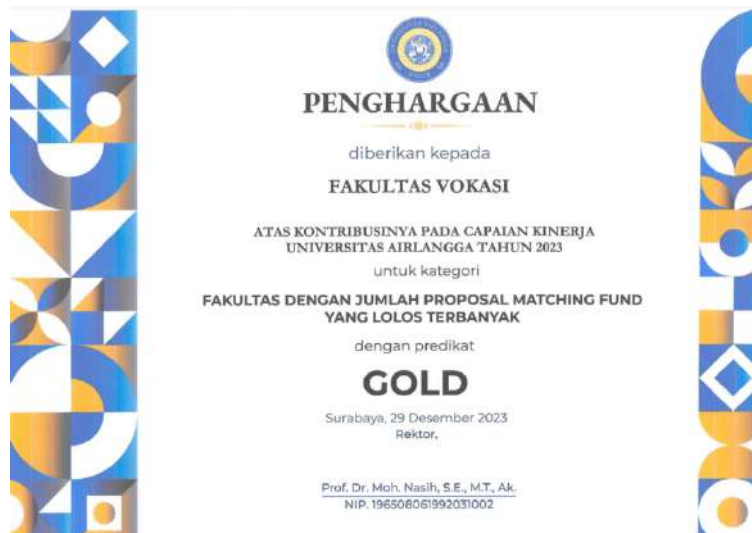 PENGHARGAAN
diberikan kepada
FAKULTAS VOKASI
ATAS KONTRIBUSINYA PADA CAPAIAN KINERJA
UNIVERSITAS AIRLANGGA TAHUN 2023
untuk kategori
FAKULTAS DENGAN JUMLAH PROPOSAL MATCHING FUND
YANG LOLOS TERBANYAK
dengan predikat
GOLD
Surabaya, 29 Desember 2023
Rektor,
Prof. Dr. Moh. Nasih, S.E., M.T., Ak.
NIP. 196508061992031002